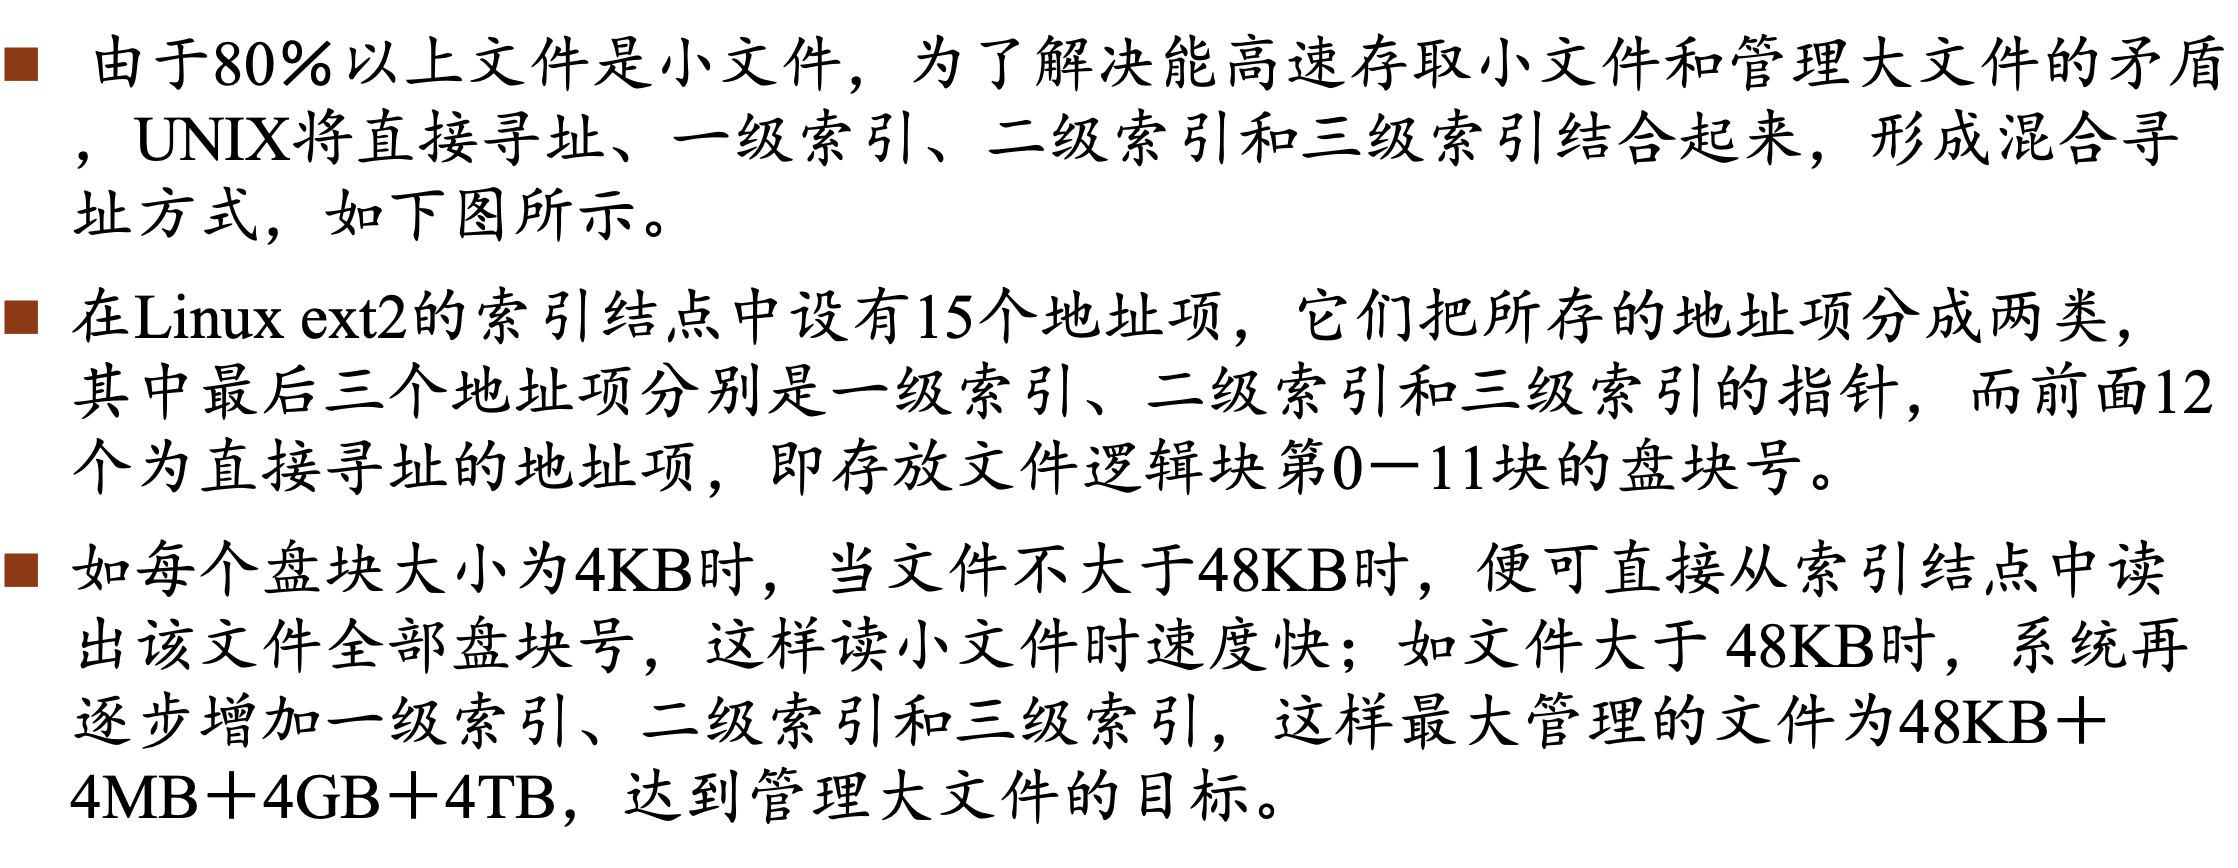 ■ 由于80%以上文件是小文件，为了解决能高速存取小文件和管理大文件的矛盾
，UNIX将直接寻址、一级索引、二级索引和三级索引结合起来，形成混合寻
址方式，如下图所示。
■ 在Linux ext2的索引结点中设有15个地址项，它们把所存的地址项分成两类，
其中最后三个地址项分别是一级索引、二级索引和三级索引的指针，而前面12
个为直接寻址的地址项，即存放文件逻辑块第0－11块的盘块号。
■ 如每个盘块大小为4KB时，当文件不大于48KB时，便可直接从索引结点中读
出该文件全部盘块号，这样读小文件时速度快；如文件大于 48KB时，系统再
逐步增加一级索引、二级索引和三级索引，这样最大管理的文件为48KB＋
4MB＋4GB＋4TB，达到管理大文件的目标。